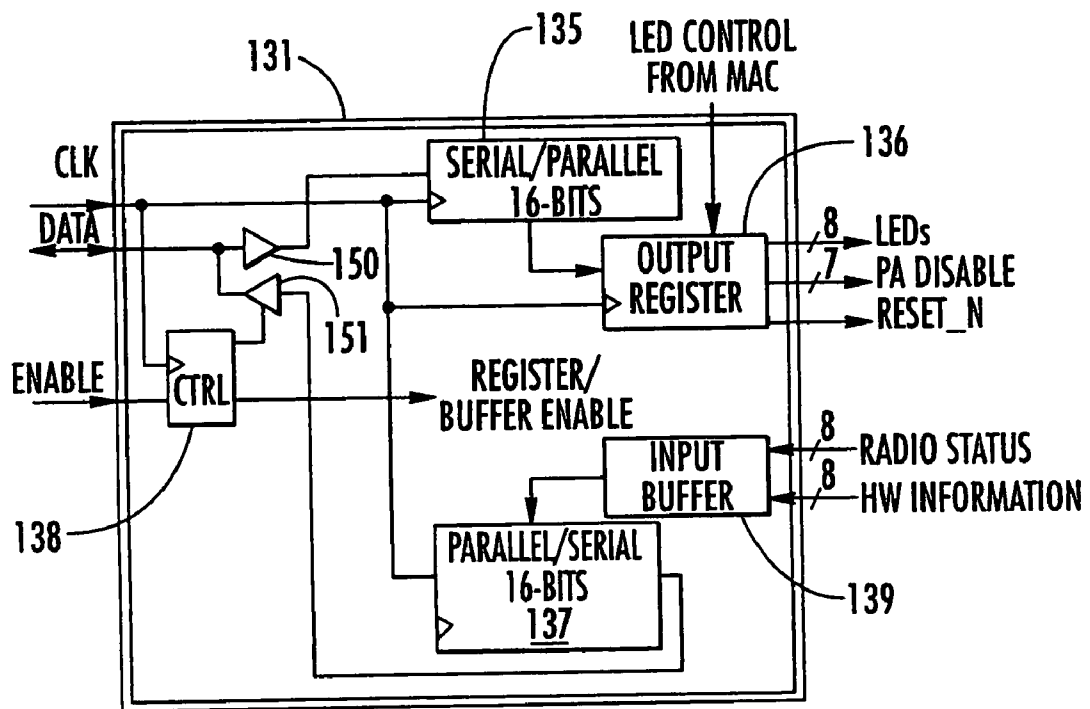 135
LED CONTROL
FROM MAC
131
136
CLK
SERIAL/PARALLEL
16-BITS
DATA
150
OUTPUT
REGISTER
8
LEDs
7
PA DISABLE
RESET_N
151
ENABLE
CTRL
REGISTER/
BUFFER ENABLE
8
RADIO STATUS
INPUT
BUFFER
8
HW INFORMATION
138
PARALLEL/SERIAL
16-BITS
137
139